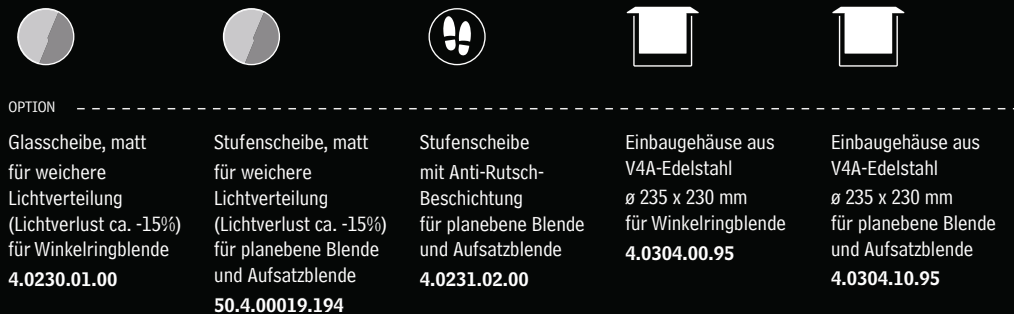 OPTION
Glasscheibe, matt
für weichere
Lichtverteilung
(Lichtverlust ca. -15%)
für Winkelringblende
4.0230.01.00
Stufenscheibe, matt
für weichere
Lichtverteilung
(Lichtverlust ca. -15%)
für planebene Blende
und Aufsatzblende
50.4.00019.194
Stufenscheibe
mit Anti-Rutsch-
Beschichtung
für planebene Blende
und Aufsatzblende
4.0231.02.00
Einbaugehäuse aus
V4A-Edelstahl
ø 235 x 230 mm
für Winkelringblende
4.0304.00.95
Einbaugehäuse aus
V4A-Edelstahl
ø 235 x 230 mm
für planebene Blende
und Aufsatzblende
4.0304.10.95